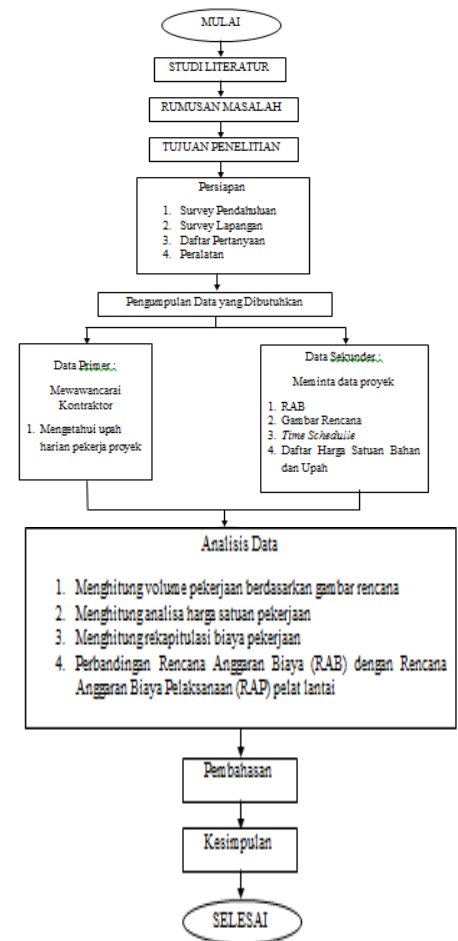 MULAI
STUDI LITERATUR
RUMUSAN MASALAH
TUJUAN PENELITIAN
Persiapan
1. Survey Pendahuluan
2. Survey Lapangan
3. Daftar Pertanyaan
4. Peralatan
Pengumpulan Data yang Dibutuhkan
Data Primer :
Mewawancarai
Kontraktor
1. Mengetahui upah
harian pekerja proyek
Data Sekunder :
Meminta data proyek
1. RAB
2. Gambar Rencana
3. Time Schedulle
4. Daftar Harga Satuan Bahan
dan Upah
Analisis Data
1. Menghitung volume pekerjaan berdasarkan gambar rencana
2. Menghitung analisa harga satuan pekerjaan
3. Menghitung rekapitulasi biaya pekerjaan
4. Perbandingan Rencana Anggaran Biaya (RAB) dengan Rencana
Anggaran Biaya Pelaksanaan (RAP) pelat lantai
Pembahasan
Kesimpulan
SELESAI